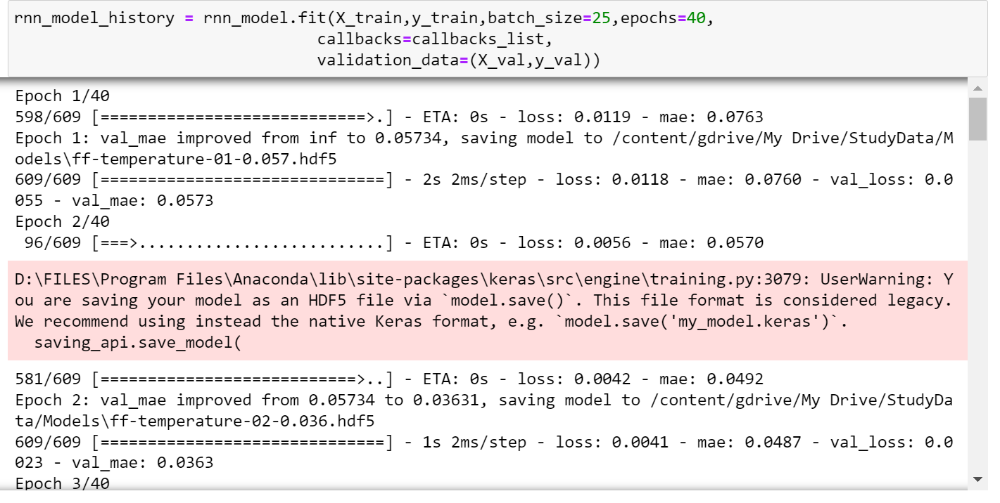 rnn_model_history = rnn_model.fit(X_train,y_train,batch_size=25,epochs=40,
                                callbacks=callbacks_list,
                                validation_data=(X_val,y_val))
Epoch 1/40
598/609 [============================>.] - ETA: 0s - loss: 0.0119 - mae: 0.0763
Epoch 1: val_mae improved from inf to 0.05734, saving model to /content/gdrive/My Drive/StudyData/M
odels\ff-temperature-01-0.057.hdf5
609/609 [==============================] - 2s 2ms/step - loss: 0.0118 - mae: 0.0760 - val_loss: 0.0
055 - val_mae: 0.0573
Epoch 2/40
 96/609 [===>..........................] - ETA: 0s - loss: 0.0056 - mae: 0.0570
D:\FILES\Program Files\Anaconda\lib\site-packages\keras\src\engine\training.py:3079: UserWarning: Y
ou are saving your model as an HDF5 file via `model.save()`. This file format is considered legacy.
We recommend using instead the native Keras format, e.g. `model.save('my_model.keras')`.
  saving_api.save_model(
581/609 [===========================>..] - ETA: 0s - loss: 0.0042 - mae: 0.0492
Epoch 2: val_mae improved from 0.05734 to 0.03631, saving model to /content/gdrive/My Drive/StudyDa
ta/Models\ff-temperature-02-0.036.hdf5
609/609 [==============================] - 1s 2ms/step - loss: 0.0041 - mae: 0.0487 - val_loss: 0.0
023 - val_mae: 0.0363
Epoch 3/40